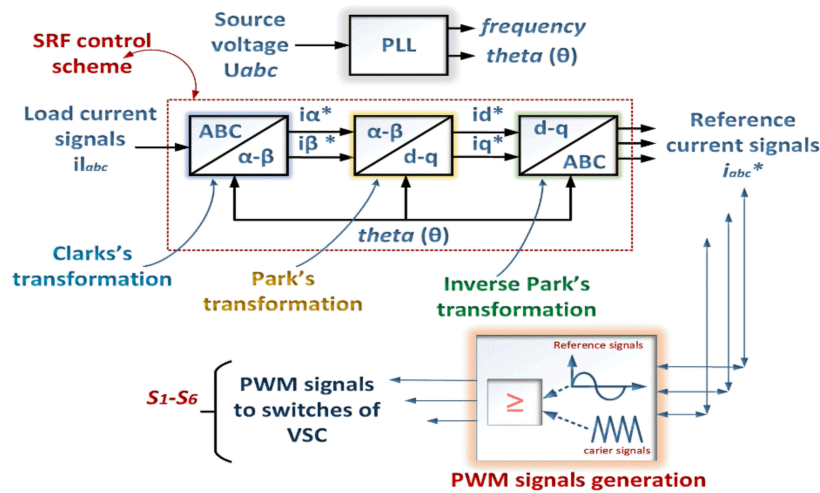 Source
voltage
Uabc
PLL
frequency
theta (θ)
SRF control
scheme
Load current
signals
ilabc
ABC
α-β
iα*
iβ *
α-β
d-q
id*
iq*
d-q
ABC
Reference
current signals
iabc*
theta (θ)
Clarks's
transformation
Park's
transformation
Inverse Park's
transformation
S1-S6
PWM signals
to switches of
VSC
Reference signals
≥
carier signals
PWM signals generation